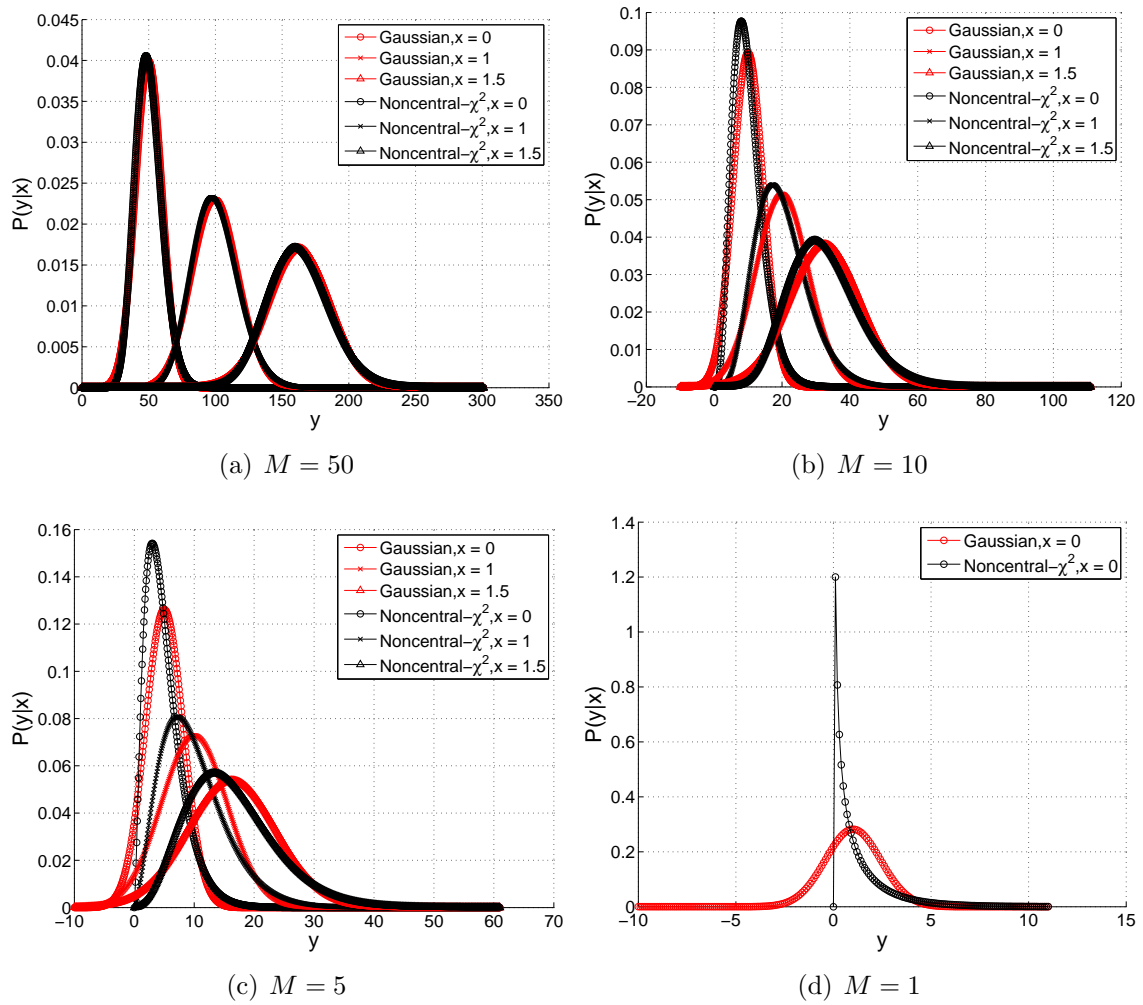 0.045
0.04
0.035
0.03
0.025
0.02
0.015
0.01
0.005
0
P(y|x)
0 50 100 150 200 250 300 350
y
Gaussian,x = 0
Gaussian,x = 1
Gaussian,x = 1.5
Noncentral−χ²,x = 0
Noncentral−χ²,x = 1
Noncentral−χ²,x = 1.5
(a) M = 50
0.1
0.09
0.08
0.07
0.06
0.05
0.04
0.03
0.02
0.01
0
P(y|x)
−20 0 20 40 60 80 100 120
y
Gaussian,x = 0
Gaussian,x = 1
Gaussian,x = 1.5
Noncentral−χ²,x = 0
Noncentral−χ²,x = 1
Noncentral−χ²,x = 1.5
(b) M = 10
0.16
0.14
0.12
0.1
0.08
0.06
0.04
0.02
0
P(y|x)
−10 0 10 20 30 40 50 60 70
y
Gaussian,x = 0
Gaussian,x = 1
Gaussian,x = 1.5
Noncentral−χ²,x = 0
Noncentral−χ²,x = 1
Noncentral−χ²,x = 1.5
(c) M = 5
1.4
1.2
1
0.8
0.6
0.4
0.2
0
P(y|x)
−10 −5 0 5 10 15
y
Gaussian,x = 0
Noncentral−χ²,x = 0
(d) M = 1